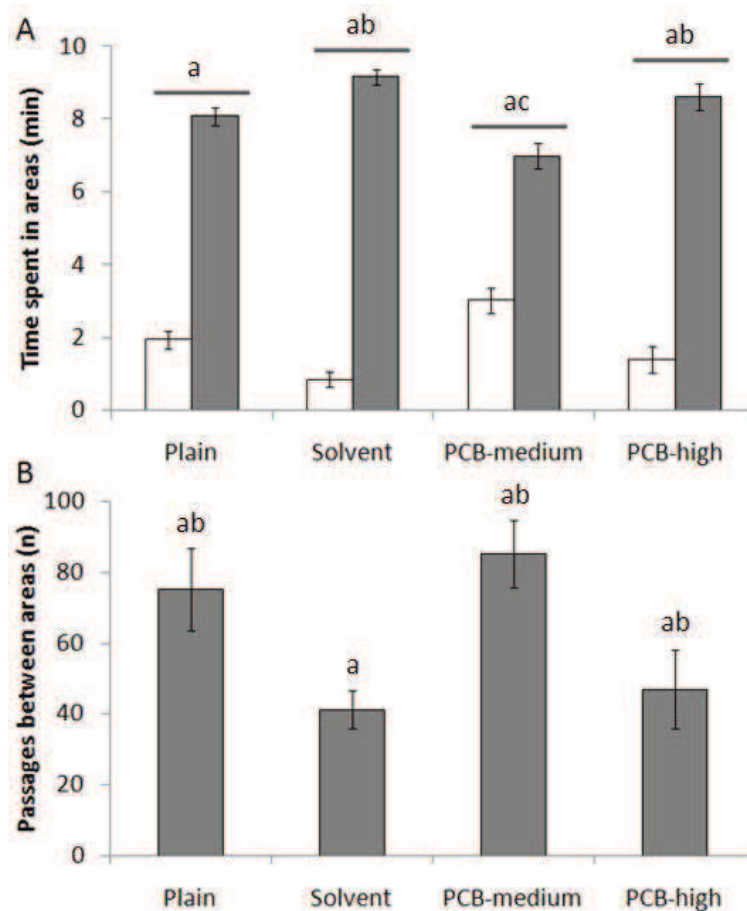 A
Time spent in areas (min)
10
8
6
4
2
0
a
ab
ac
ab
Plain
Solvent
PCB-medium
PCB-high
B
Passages between areas (n)
100
80
60
40
20
0
ab
a
ab
ab
Plain
Solvent
PCB-medium
PCB-high